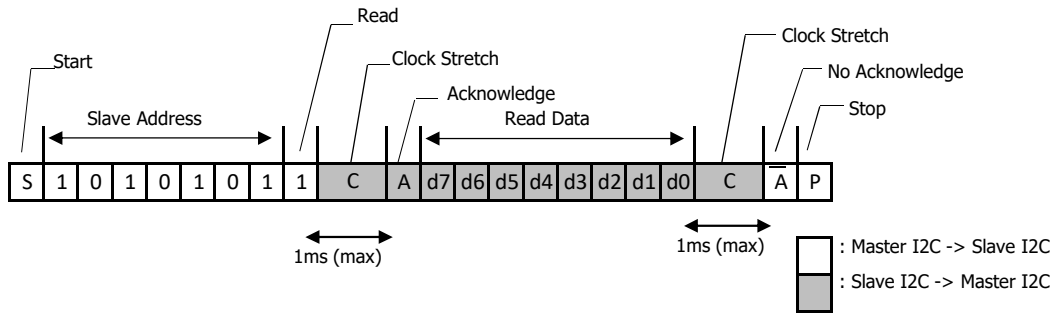 Read
Start
Clock Stretch
Clock Stretch
No Acknowledge
Acknowledge
Stop
Slave Address
Read Data
S 1 0 1 0 1 0 1 1 C A d7 d6 d5 d4 d3 d2 d1 d0 C A̅ P
1ms (max)
1ms (max)
: Master I2C -> Slave I2C
: Slave I2C -> Master I2C